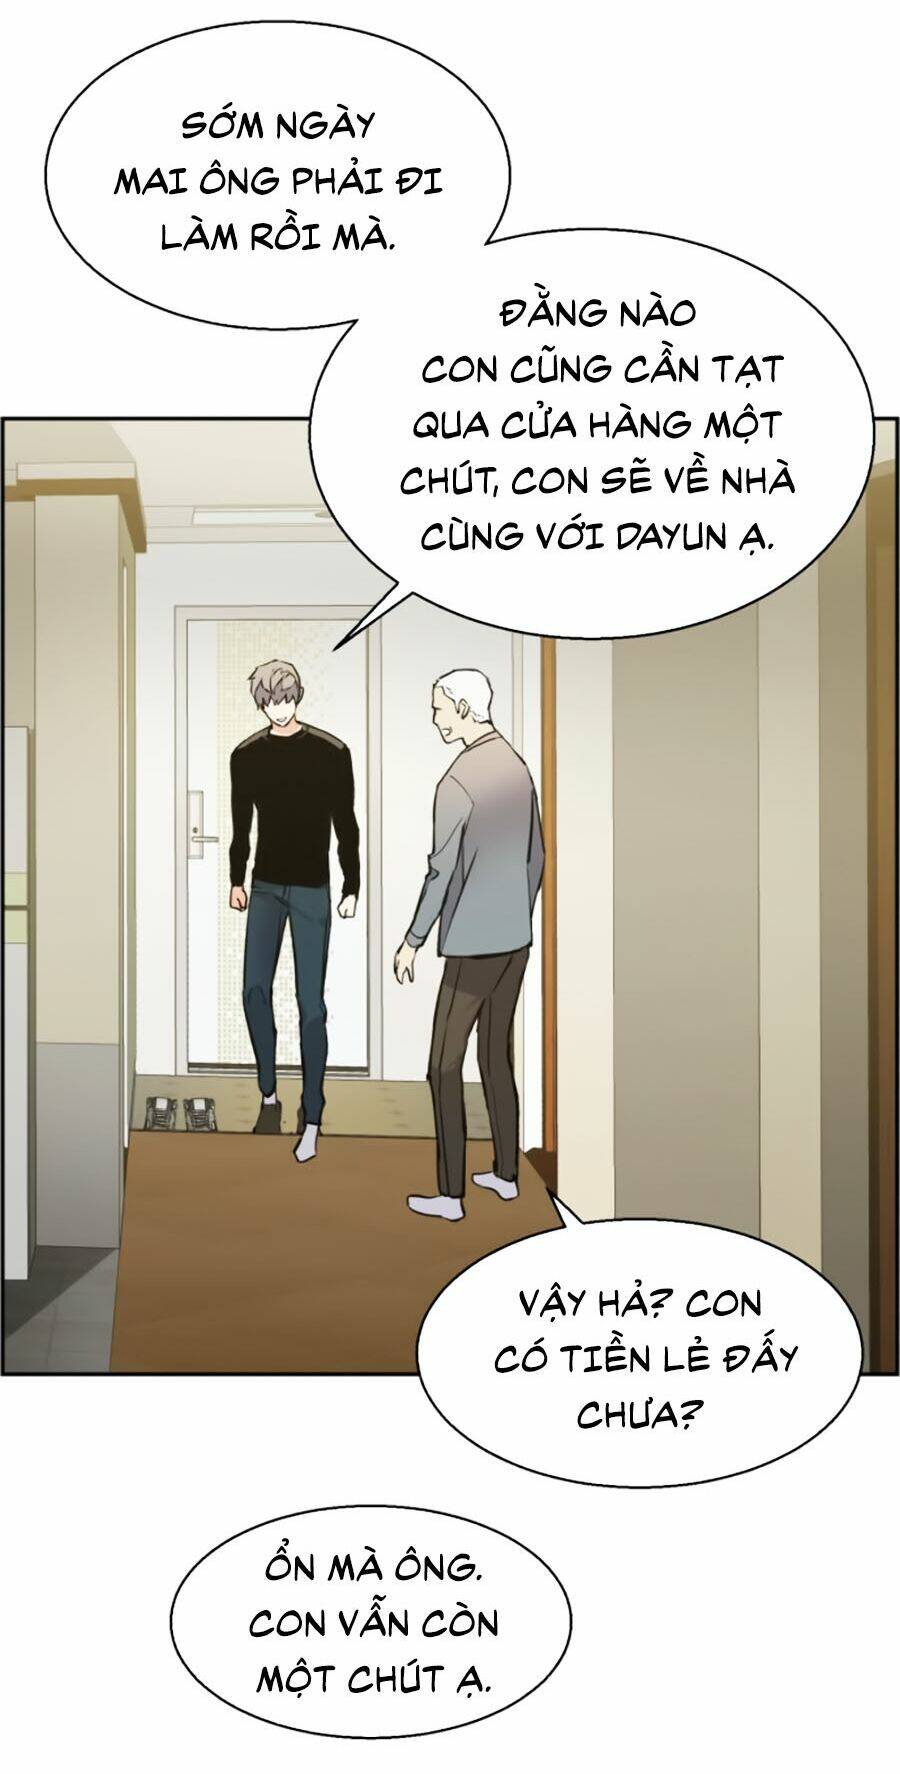 SỚM NGÀY
MAI ÔNG PHẢI ĐI
LÀM RỒI MÀ.
ĐẰNG NÀO
CON CŨNG CẦN TẠT
QUA CỬA HÀNG MỘT
CHÚT, CON SẼ VỀ NHÀ
CÙNG VỚI DAYUN Ạ.
VẬY HẢ? CON
CÓ TIỀN LẺ ĐẤY
CHƯA?
ỔN MÀ ÔNG.
CON VẪN CÒN
MỘT CHÚT Ạ.